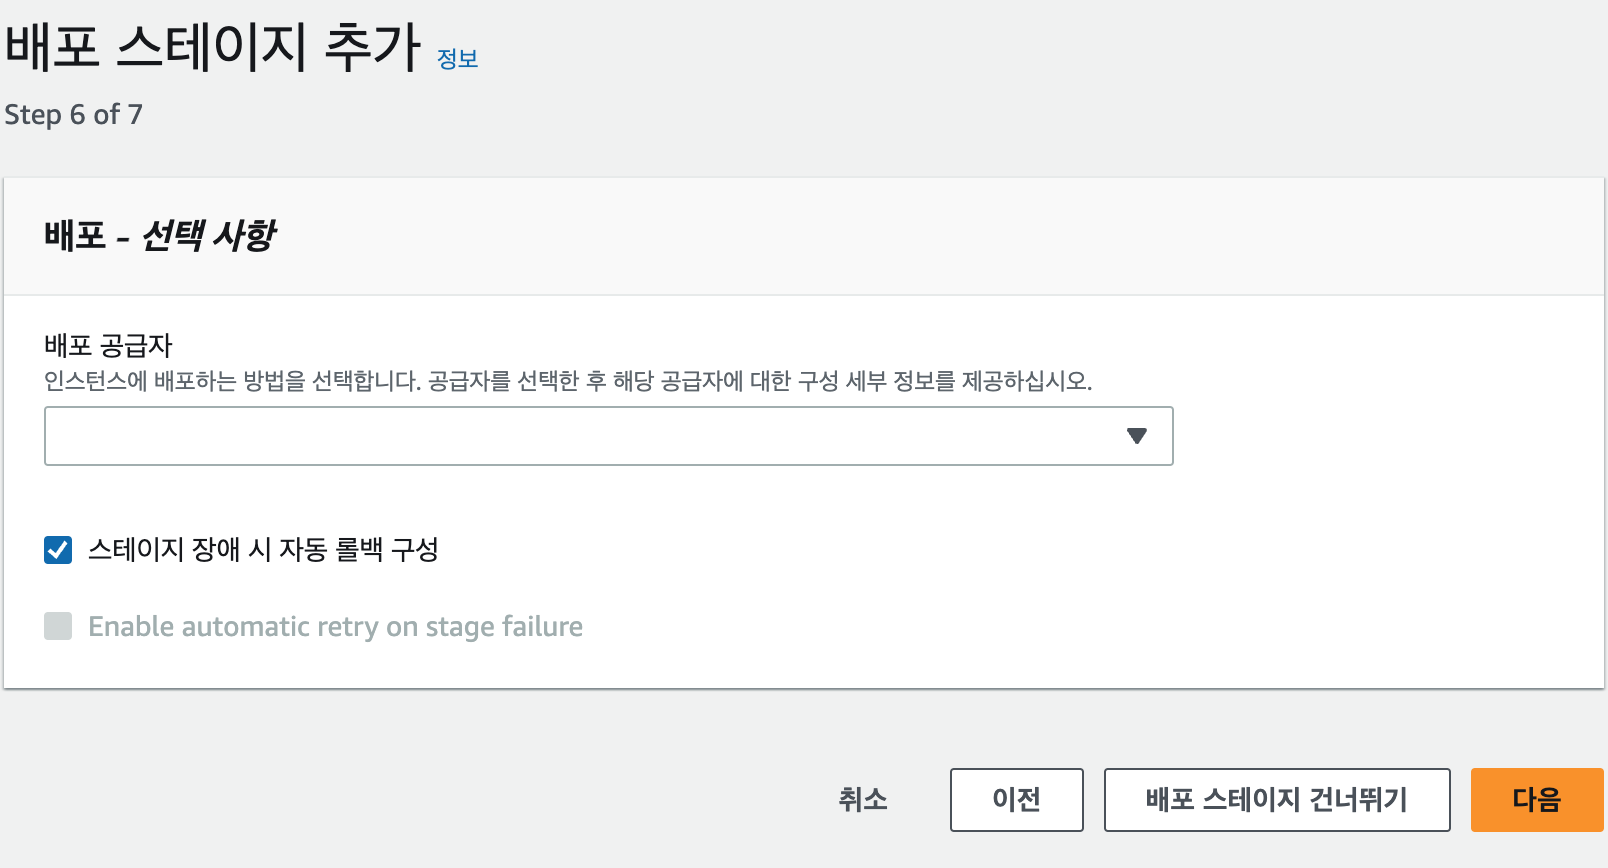 배포 스테이지 추가 정보
Step 6 of 7
배포 - 선택 사항
배포 공급자
인스턴스에 배포하는 방법을 선택합니다. 공급자를 선택한 후 해당 공급자에 대한 구성 세부 정보를 제공하십시오.
스테이지 장애 시 자동 롤백 구성
Enable automatic retry on stage failure
취소 이전 배포 스테이지 건너뛰기 다음